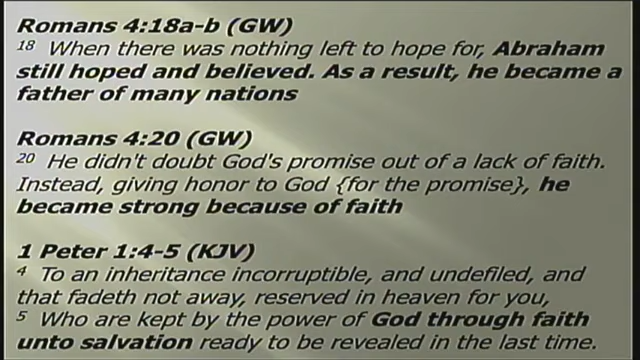 Romans 4:18a-b (GW)
18 When there was nothing left to hope for, Abraham
still hoped and believed. As a result, he became a
father of many nations
Romans 4:20 (GW)
20 He didn't doubt God's promise out of a lack of faith.
Instead, giving honor to God {for the promise}, he
became strong because of faith
1 Peter 1:4-5 (KJV)
4 To an inheritance incorruptible, and undefiled, and
that fadeth not away, reserved in heaven for you,
5 Who are kept by the power of God through faith
unto salvation ready to be revealed in the last time.